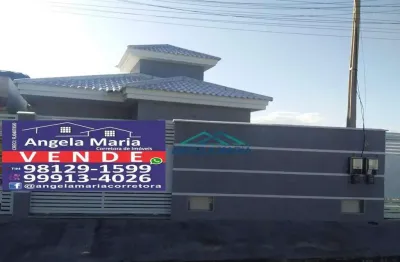 Angela Maria
Corretora de Imóveis
VENDE
98129-1599
99913-4026
@angelamariacorretora